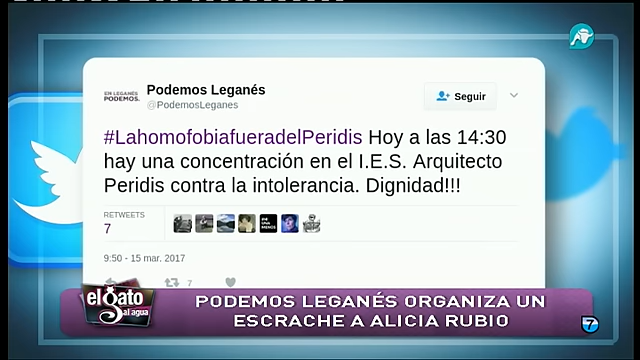 EN LEGANÉS
PODEMOS.
Podemos Leganés
@PodemosLeganes
Seguir
#LahomofobiafueradelPeridis Hoy a las 14:30
hay una concentración en el I.E.S. Arquitecto
Peridis contra la intolerancia. Dignidad!!!
RETWEETS
7
9:50 - 15 mar. 2017
7
el gato
al agua
PODEMOS LEGANÉS ORGANIZA UN
ESCRACHE A ALICIA RUBIO
7